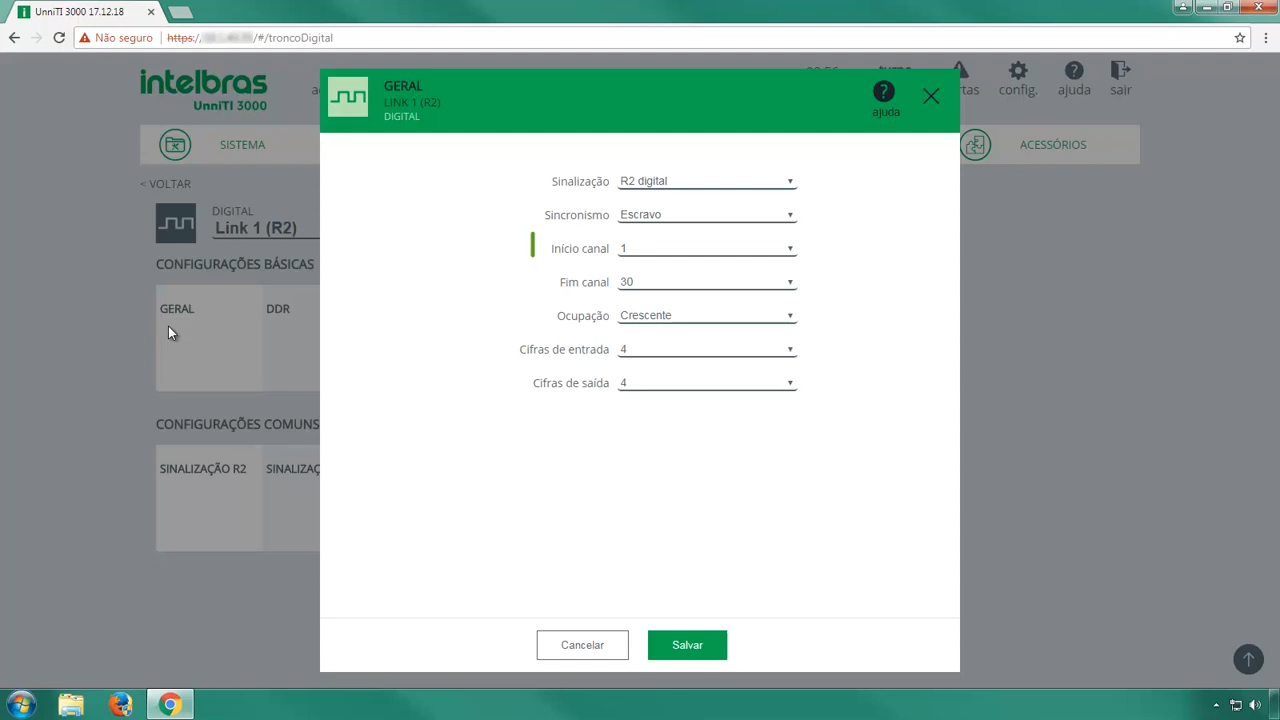 UnniTI 3000 17.12.18
Não seguro https:/ /#/troncoDigital
intelbras
UnniTI 3000
config.
ajuda
sair
SISTEMA
ACESSÓRIOS
< VOLTAR
DIGITAL
Link 1 (R2)
CONFIGURAÇÕES BÁSICAS
GERAL
DDR
CONFIGURAÇÕES COMUNS
SINALIZAÇÃO R2
GERAL
LINK 1 (R2)
DIGITAL
ajuda
Sinalização R2 digital
Sincronismo Escravo
Início canal 1
Fim canal 30
Ocupação Crescente
Cifras de entrada 4
Cifras de saída 4
Cancelar
Salvar